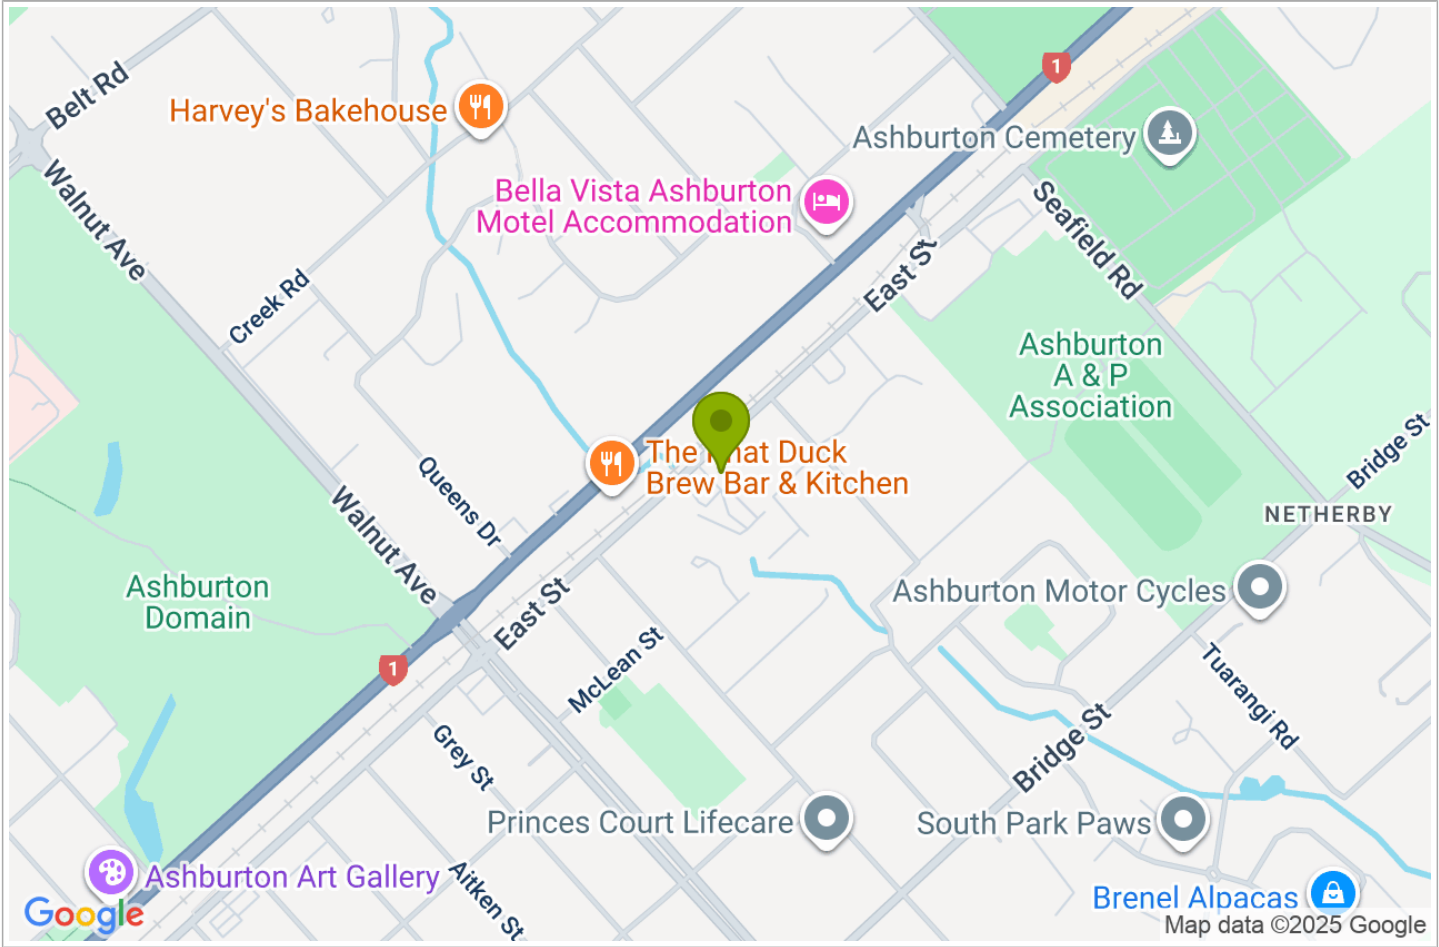 Belt Rd
Harvey's Bakehouse
1
Ashburton Cemetery
Bella Vista Ashburton
Motel Accommodation
Walnut Ave
Seafield Rd
East St
Creek Rd
Ashburton
A & P
Association
The
at Duck
Brew Bar & Kitchen
Bridge St
Queens Dr
Walnut Ave
NETHERBY
Ashburton
Domain
East St
Ashburton Motor Cycles
1
McLean St
Tuarangi Rd
Grey St
Bridge St
Princes Court Lifecare
South Park Paws
Ashburton Art Gallery
Aitken St
Brenel Alpacas
Google
Map data ©2025 Google